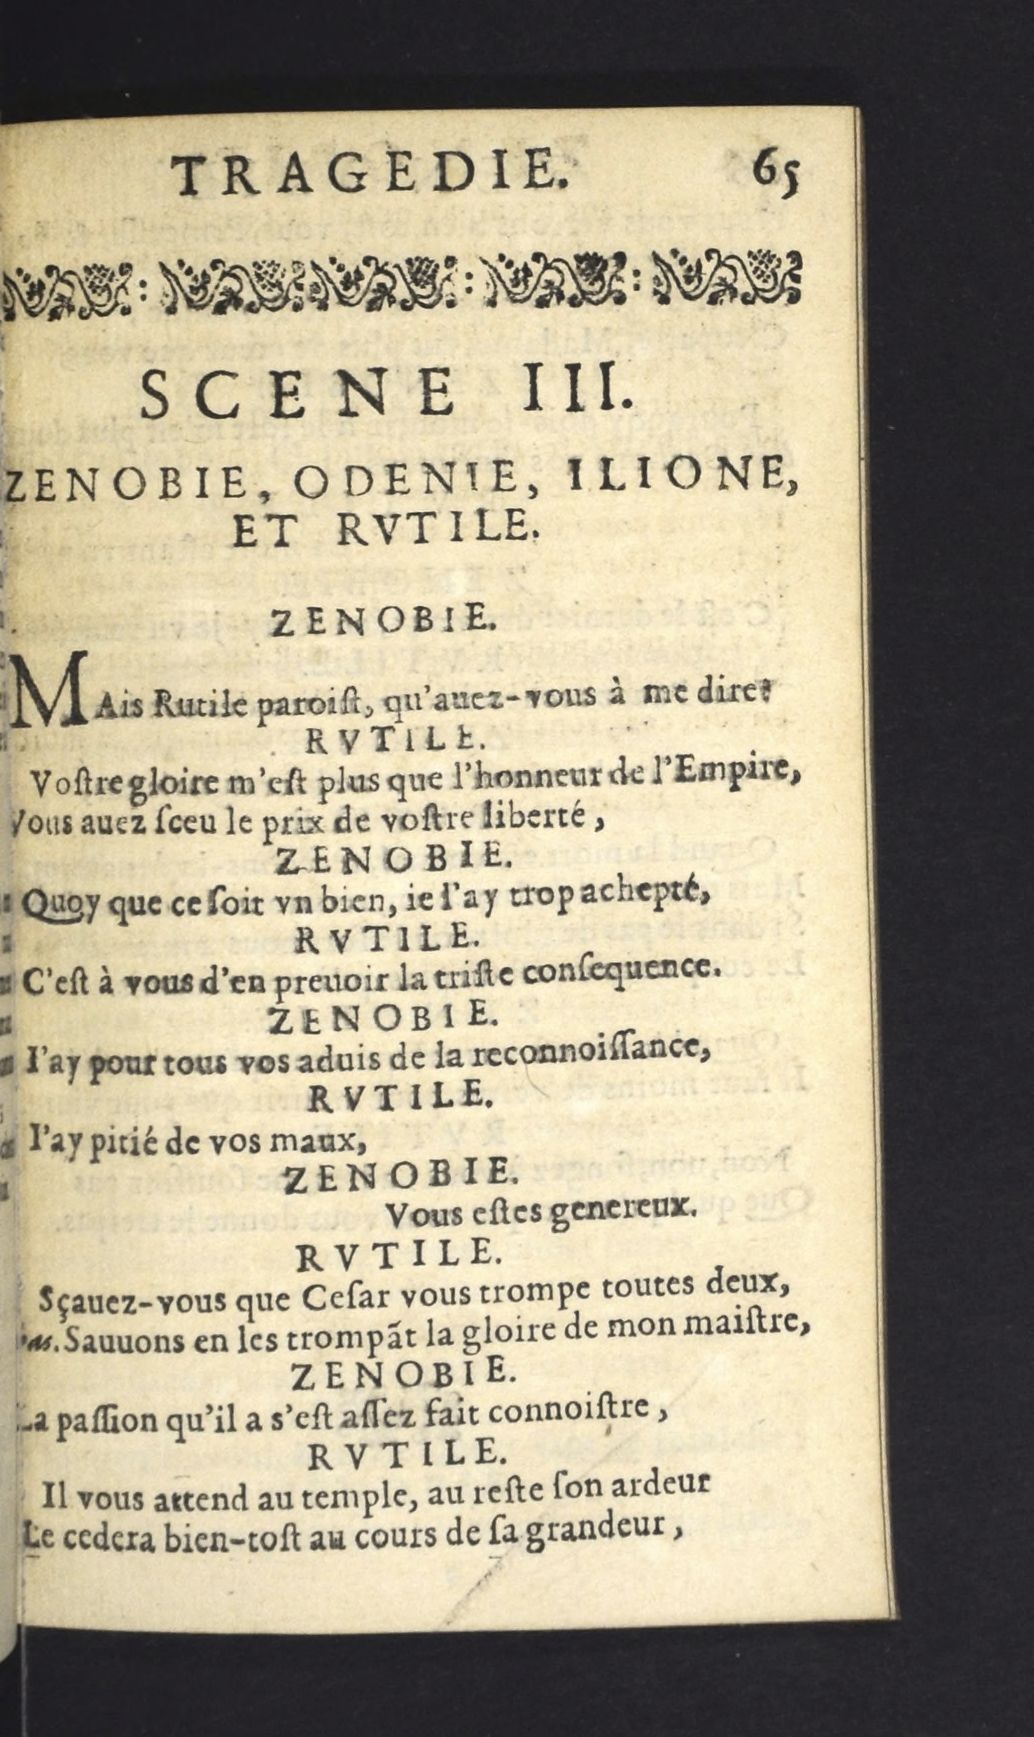 TRAGEDIE. 65
SCENE III.
ZENOBIE, ODENIE, ILIONE,
ET RVTILE.
ZENOBIE.
MAis Rutile paroiſt, qu'auez-vous à me dire?
RVTILE.
Voſtre gloire m'eſt plus que l'honneur de l'Empire,
Vous auez ſceu le prix de voſtre liberté,
ZENOBIE.
Quoy que ce ſoit vn bien, ie l'ay trop achepté,
RVTILE.
C'eſt à vous d'en preuoir la triſte conſequence.
ZENOBIE.
I'ay pour tous vos aduis de la reconnoiſſance,
RVTILE.
I'ay pitié de vos maux,
ZENOBIE.
Vous eſtes genereux.
RVTILE.
Sçauez-vous que Ceſar vous trompe toutes deux,
Sauuons en les trompãt la gloire de mon maiſtre,
ZENOBIE.
La paſſion qu'il a s'eſt aſſez fait connoiſtre,
RVTILE.
Il vous attend au temple, au reſte ſon ardeur
Le cedera bien-toſt au cours de ſa grandeur,